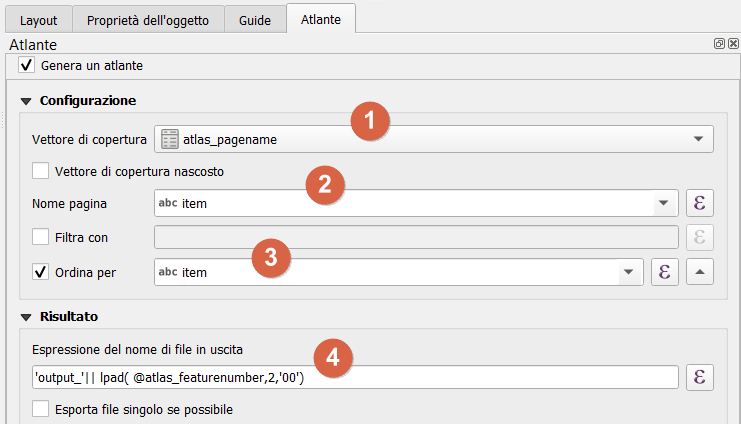 Layout Proprietà dell'oggetto Guide Atlante
Atlante
Genera un atlante
Configurazione
1
Vettore di copertura atlas_pagename
Vettore di copertura nascosto
2
Nome pagina abc item ε
Filtra con ε
3
Ordina per abc item ε
Risultato
Espressione del nome di file in uscita
4
'output_'|| lpad( @atlas_featurenumber,2,'00') ε
Esporta file singolo se possibile